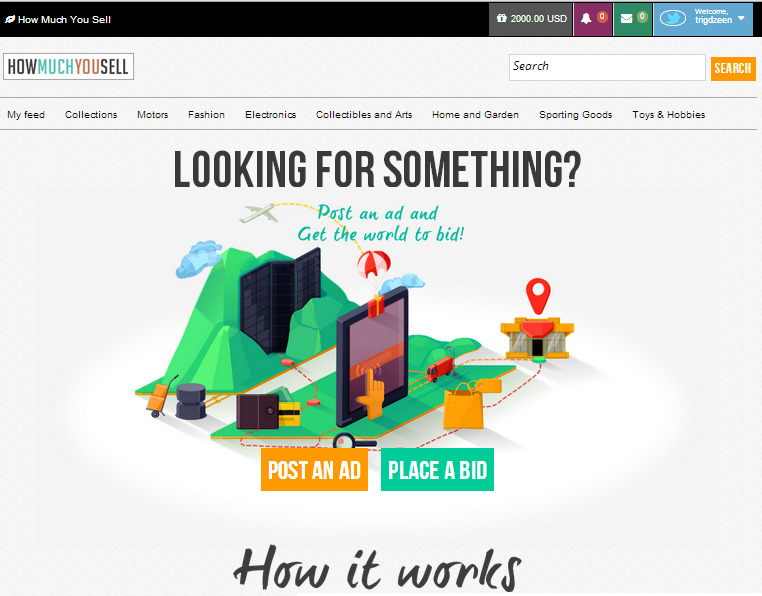 How Much You Sell
2000.00 USD
0
0
Welcome,
trigdzeen
HOWMUCHYOUSELL
Search
SEARCH
My feed Collections Motors Fashion Electronics Collectibles and Arts Home and Garden Sporting Goods Toys & Hobbies
LOOKING FOR SOMETHING?
Post an ad and
Get the world to bid!
POST AN AD
PLACE A BID
How it works